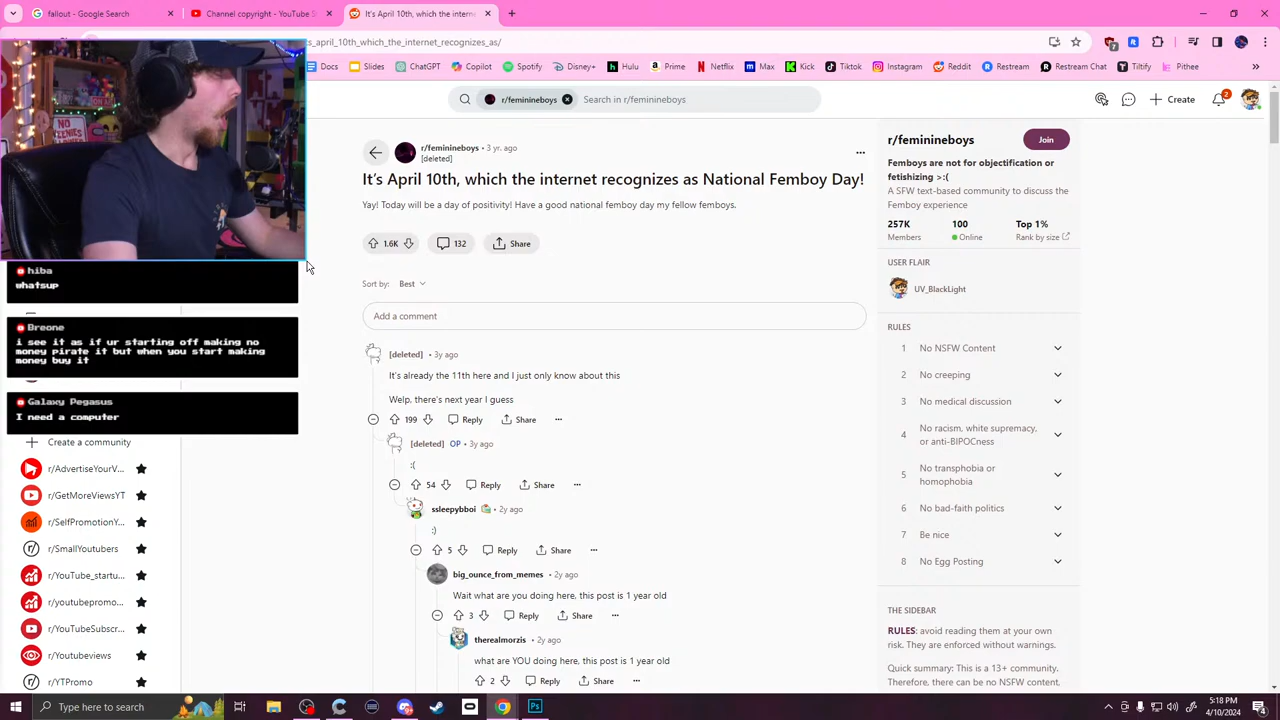 fallout - Google Search
Channel copyright - YouTube S
It's April 10th, which the intern
s_april_10th_which_the_internet_recognizes_as/
Docs
Slides
ChatGPT
Copilot
Spotify
Disney+
Hulu
Prime
Netflix
Max
Kick
Tiktok
Instagram
Reddit
Restream
Restream Chat
Tiltify
Pithee
r/feminineboys
Search in r/feminineboys
Create
2
r/feminineboys • 3 yr. ago
[deleted]
It's April 10th, which the internet recognizes as National Femboy Day!
Yay! Today will be a day of positivity! Have a good national femboy day my fellow femboys.
1.6K
132
Share
Sort by: Best
Add a comment
[deleted] • 3y ago
It's already the 11th here and I just only know about this
Welp, there's next year I guess
199
Reply
Share
[deleted] OP • 3y ago
:(
54
Reply
Share
ssleepybboi • 2y ago
:)
5
Reply
Share
big_ounce_from_memes • 2y ago
Wait what are you doing here, this post is 1 year old
3
Reply
Share
therealmorzis • 2y ago
what are YOU doing here, this post is 1 year old
2
Reply
Share
r/feminineboys
Join
Femboys are not for objectification or
fetishizing >:(
A SFW text-based community to discuss the
Femboy experience
257K
100
Top 1%
Members
Online
Rank by size
USER FLAIR
UV_BlackLight
RULES
1 No NSFW Content
2 No creeping
3 No medical discussion
4 No racism, white supremacy,
or anti-BIPOCness
5 No transphobia or
homophobia
6 No bad-faith politics
7 Be nice
8 No Egg Posting
THE SIDEBAR
RULES: avoid reading them at your own
risk. They are enforced without warnings.
Quick summary: This is a 13+ community.
Therefore, there can be no NSFW content,
hiba
whatsup
Breone
i see it as if ur starting off making no
money pirate it but when you start making
money buy it
Galaxy Pegasus
I need a computer
Create a community
r/AdvertiseYourV...
r/GetMoreViewsYT
r/SelfPromotionY...
r/SmallYoutubers
r/YouTube_startu...
r/youtubepromo...
r/YouTubeSubscr...
r/Youtubeviews
r/YTPromo
Type here to search
5:18 PM
4/10/2024